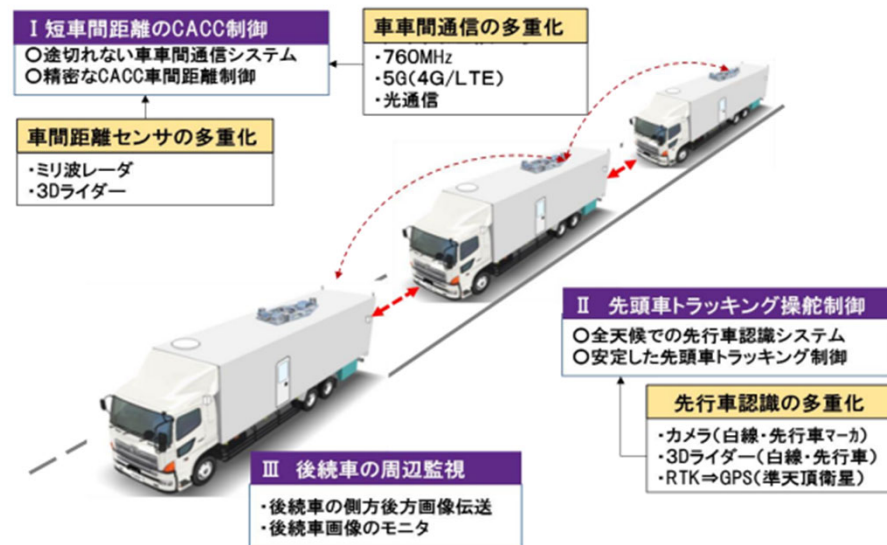 Ⅰ 短車間距離のCACC制御
○途切れない車車間通信システム
○精密なCACC車間距離制御
車車間通信の多重化
・760MHz
・5G(4G/LTE)
・光通信
車間距離センサの多重化
・ミリ波レーダ
・3Dライダー
Ⅱ 先頭車トラッキング操舵制御
○全天候での先行車認識システム
○安定した先頭車トラッキング制御
先行車認識の多重化
・カメラ(白線・先行車マーカ)
・3Dライダー(白線・先行車)
・RTK⇒GPS(準天頂衛星)
Ⅲ 後続車の周辺監視
・後続車の側方後方画像伝送
・後続車画像のモニタ